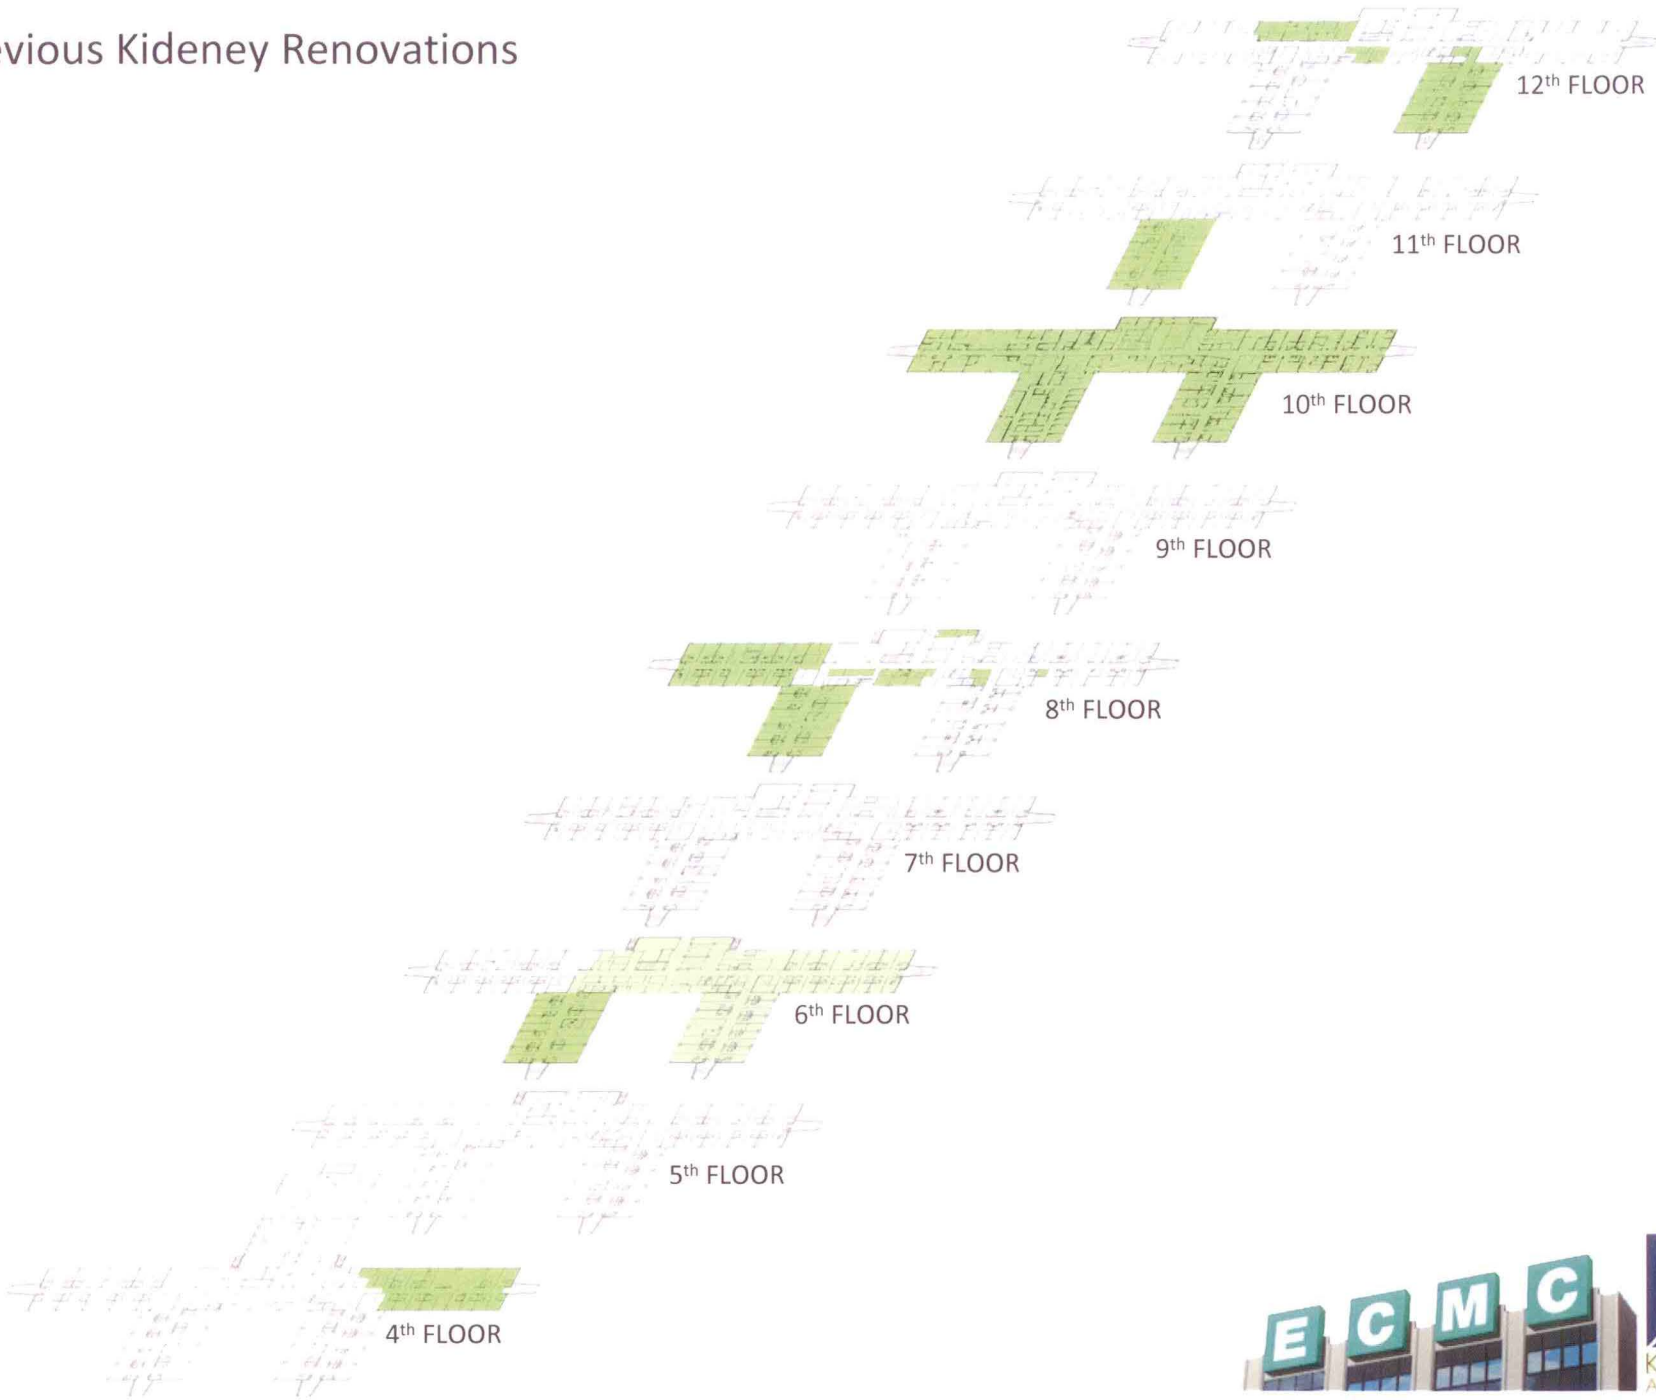 evious Kideney Renovations
12th FLOOR
11th FLOOR
10th FLOOR
9th FLOOR
8th FLOOR
7th FLOOR
6th FLOOR
5th FLOOR
4th FLOOR
E C M C
K
A